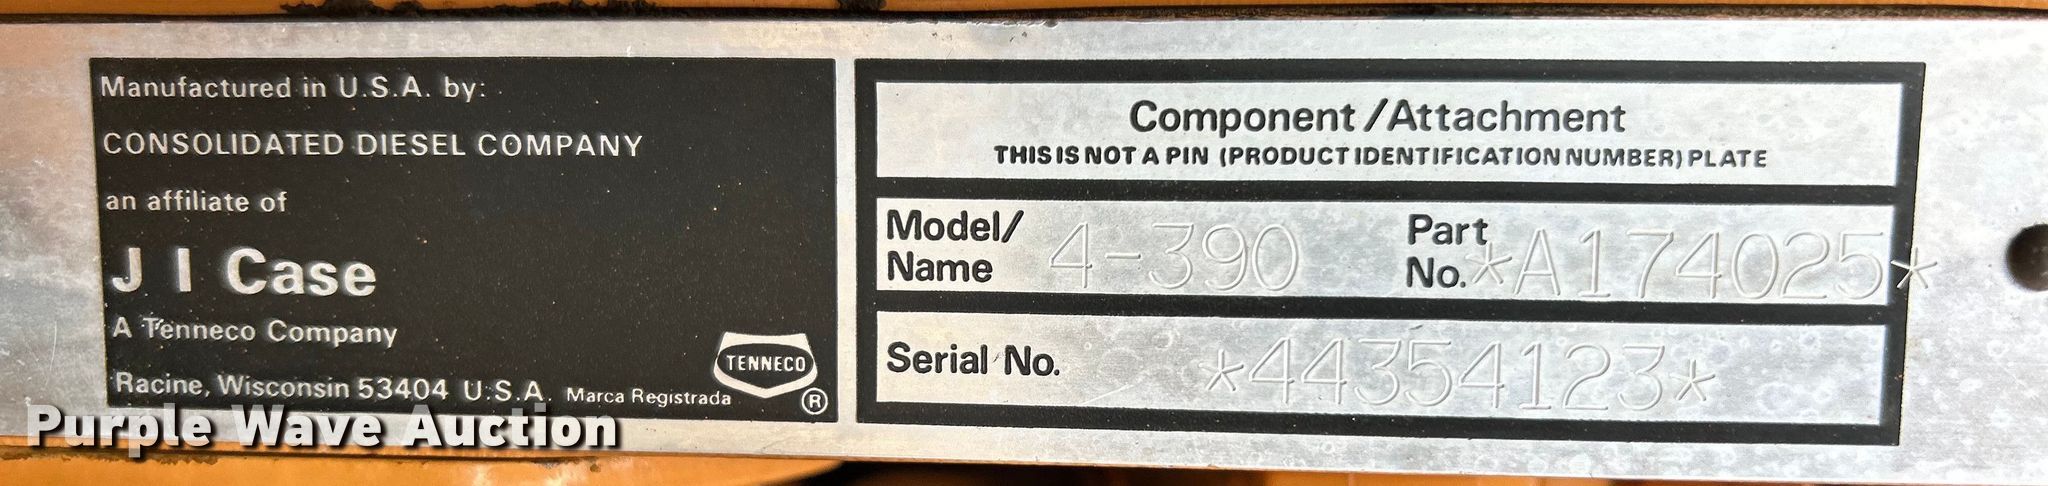 Manufactured in U.S.A. by:
CONSOLIDATED DIESEL COMPANY
an affiliate of
J I Case
A Tenneco Company
TENNECO
®
Racine, Wisconsin 53404 U.S.A. Marca Registrada
Component/Attachment
THIS IS NOT A PIN (PRODUCT IDENTIFICATION NUMBER) PLATE
Model/
Name 4-390
Part
No. *A174025*
Serial No. *44354123*
Purple Wave Auction